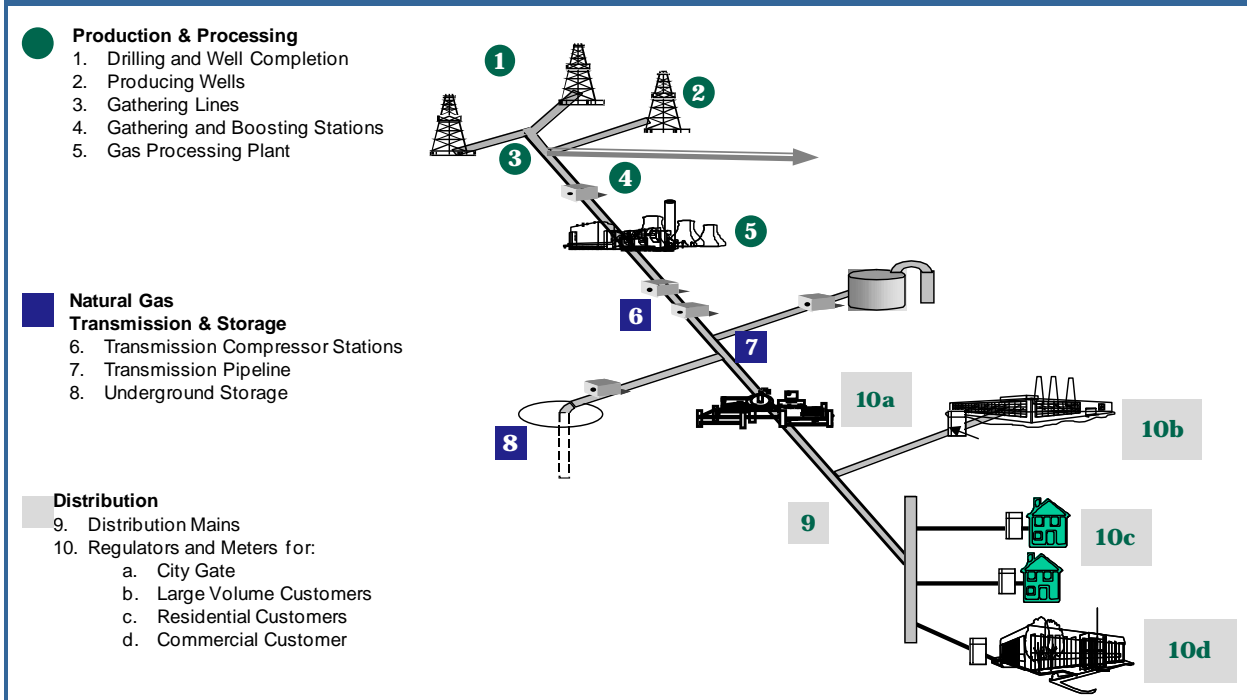 Production & Processing
1. Drilling and Well Completion
2. Producing Wells
3. Gathering Lines
4. Gathering and Boosting Stations
5. Gas Processing Plant
Natural Gas
Transmission & Storage
6. Transmission Compressor Stations
7. Transmission Pipeline
8. Underground Storage
Distribution
9. Distribution Mains
10. Regulators and Meters for:
a. City Gate
b. Large Volume Customers
c. Residential Customers
d. Commercial Customer
1
2
3
4
5
6
7
8
10a
10b
9
10c
10d